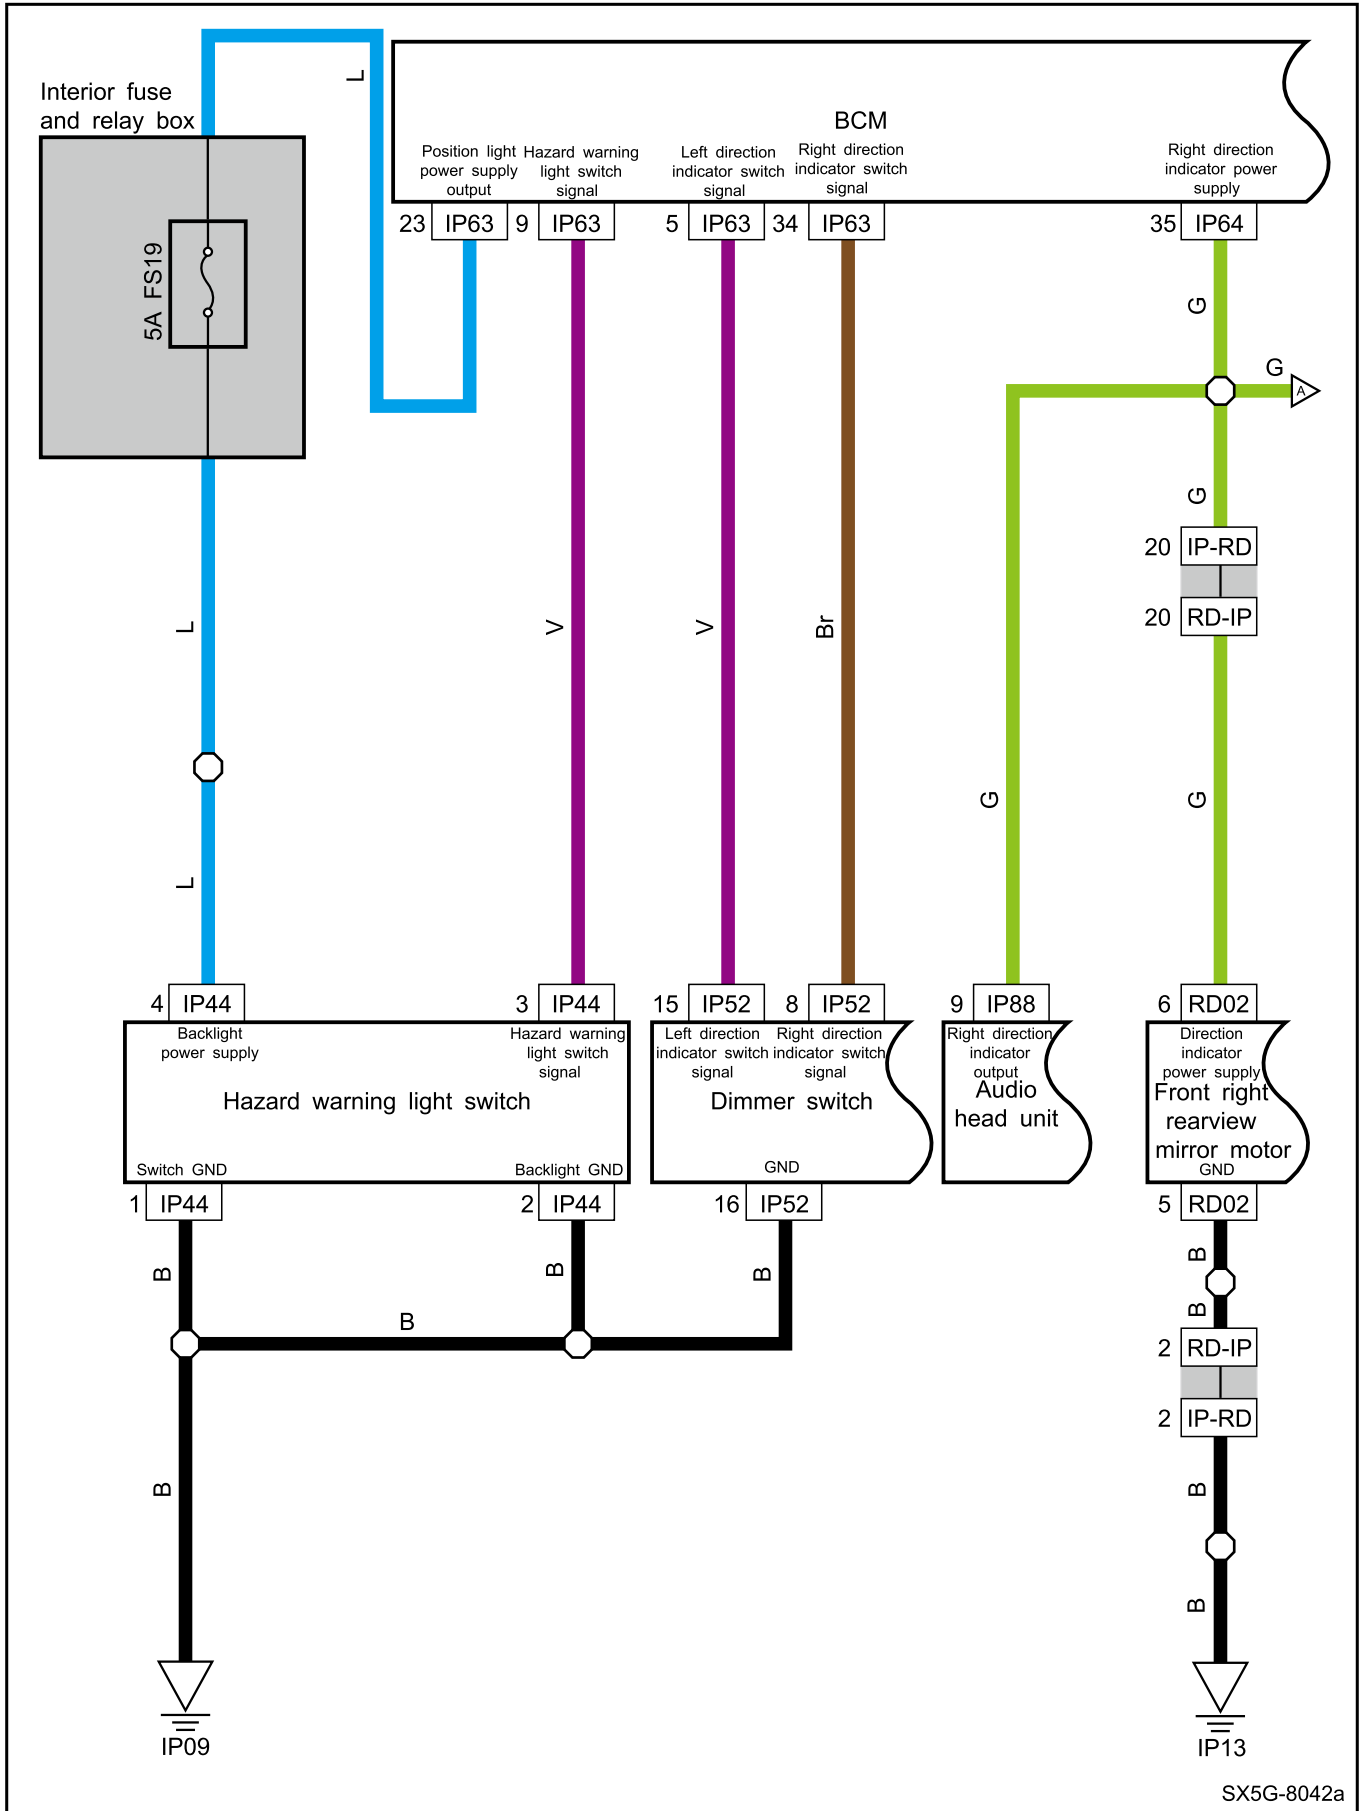 L
Interior fuse
and relay box
5A FS19
BCM
Position light
power supply
output
Hazard warning
light switch
signal
Left direction
indicator switch
signal
Right direction
indicator switch
signal
Right direction
indicator power
supply
23 IP63
9 IP63
5 IP63
34 IP63
35 IP64
G
G
A
G
20 IP-RD
20 RD-IP
L
V
V
Br
G
G
L
4 IP44
3 IP44
15 IP52
8 IP52
9 IP88
6 RD02
Backlight
power supply
Hazard warning
light switch
signal
Hazard warning light switch
Switch GND
Backlight GND
Left direction
indicator switch
signal
Right direction
indicator switch
signal
Dimmer switch
GND
Right direction
indicator
output
Audio
head unit
Direction
indicator
power supply
Front right
rearview
mirror motor
GND
1 IP44
2 IP44
16 IP52
5 RD02
B
B
B
B
B
B
2 RD-IP
2 IP-RD
B
B
B
IP09
IP13
SX5G-8042a